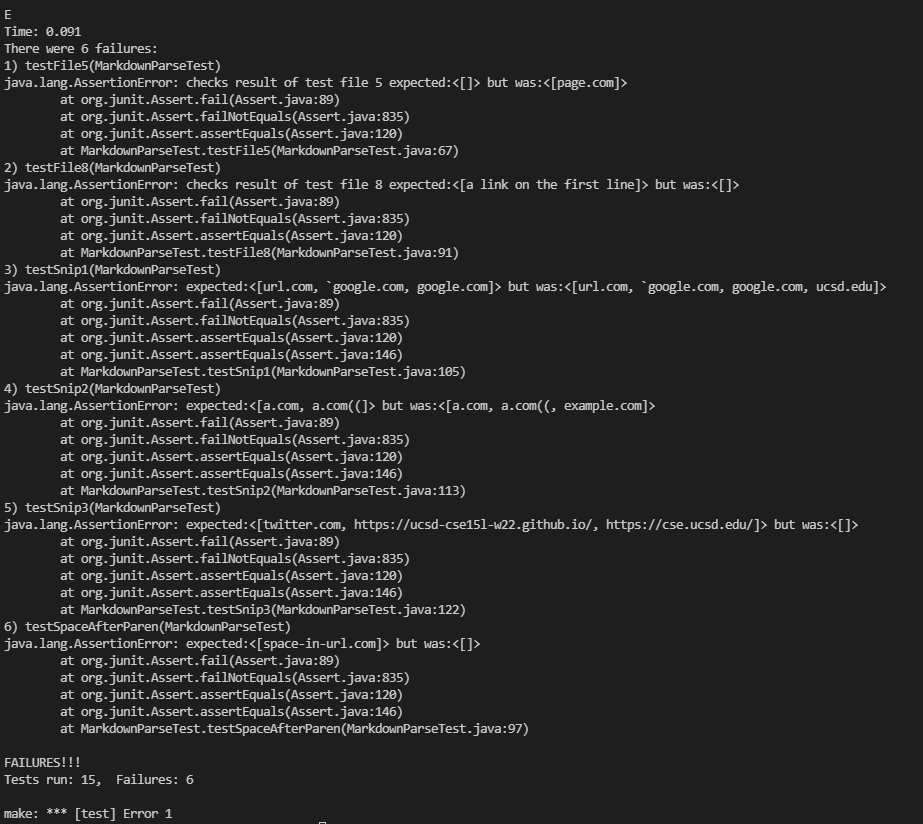 E
Time: 0.091
There were 6 failures:
1) testFile5(MarkdownParseTest)
java.lang.AssertionError: checks result of test file 5 expected:<[]> but was:<[page.com]>
        at org.junit.Assert.fail(Assert.java:89)
        at org.junit.Assert.failNotEquals(Assert.java:835)
        at org.junit.Assert.assertEquals(Assert.java:120)
        at MarkdownParseTest.testFile5(MarkdownParseTest.java:67)
2) testFile8(MarkdownParseTest)
java.lang.AssertionError: checks result of test file 8 expected:<[a link on the first line]> but was:<[]>
        at org.junit.Assert.fail(Assert.java:89)
        at org.junit.Assert.failNotEquals(Assert.java:835)
        at org.junit.Assert.assertEquals(Assert.java:120)
        at MarkdownParseTest.testFile8(MarkdownParseTest.java:91)
3) testSnip1(MarkdownParseTest)
java.lang.AssertionError: expected:<[url.com, `google.com, google.com]> but was:<[url.com, `google.com, google.com, ucsd.edu]>
        at org.junit.Assert.fail(Assert.java:89)
        at org.junit.Assert.failNotEquals(Assert.java:835)
        at org.junit.Assert.assertEquals(Assert.java:120)
        at org.junit.Assert.assertEquals(Assert.java:146)
        at MarkdownParseTest.testSnip1(MarkdownParseTest.java:105)
4) testSnip2(MarkdownParseTest)
java.lang.AssertionError: expected:<[a.com, a.com((]> but was:<[a.com, a.com((, example.com]>
        at org.junit.Assert.fail(Assert.java:89)
        at org.junit.Assert.failNotEquals(Assert.java:835)
        at org.junit.Assert.assertEquals(Assert.java:120)
        at org.junit.Assert.assertEquals(Assert.java:146)
        at MarkdownParseTest.testSnip2(MarkdownParseTest.java:113)
5) testSnip3(MarkdownParseTest)
java.lang.AssertionError: expected:<[twitter.com, https://ucsd-cse15l-w22.github.io/, https://cse.ucsd.edu/]> but was:<[]>
        at org.junit.Assert.fail(Assert.java:89)
        at org.junit.Assert.failNotEquals(Assert.java:835)
        at org.junit.Assert.assertEquals(Assert.java:120)
        at org.junit.Assert.assertEquals(Assert.java:146)
        at MarkdownParseTest.testSnip3(MarkdownParseTest.java:122)
6) testSpaceAfterParen(MarkdownParseTest)
java.lang.AssertionError: expected:<[space-in-url.com]> but was:<[]>
        at org.junit.Assert.fail(Assert.java:89)
        at org.junit.Assert.failNotEquals(Assert.java:835)
        at org.junit.Assert.assertEquals(Assert.java:120)
        at org.junit.Assert.assertEquals(Assert.java:146)
        at MarkdownParseTest.testSpaceAfterParen(MarkdownParseTest.java:97)

FAILURES!!!
Tests run: 15,  Failures: 6

make: *** [test] Error 1